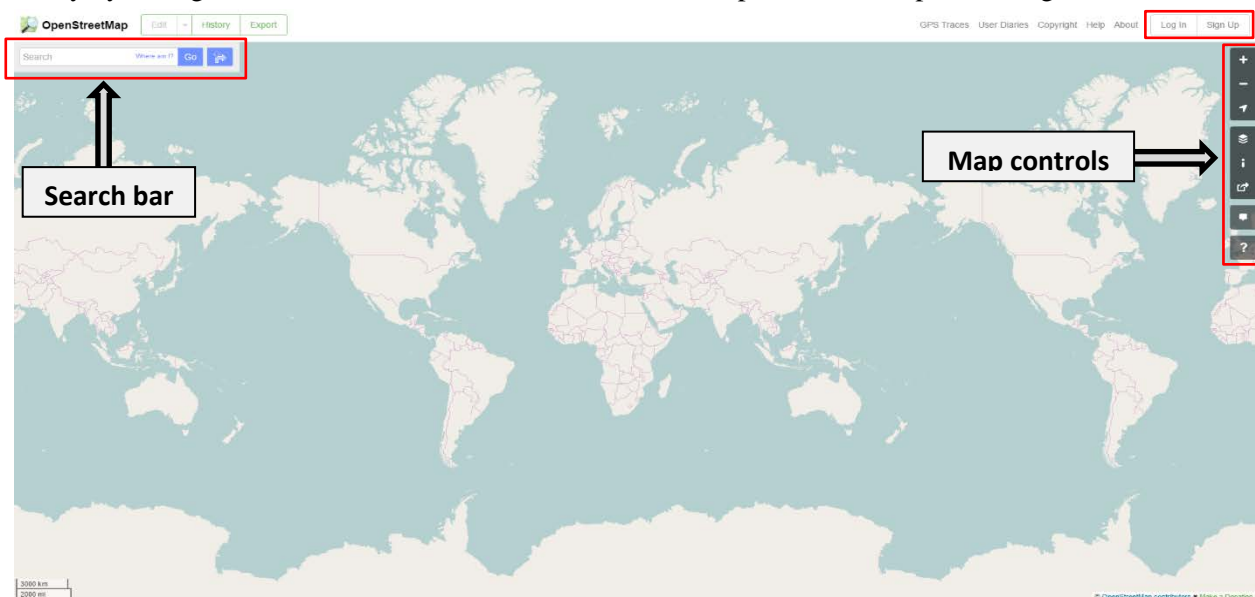 OpenStreetMap Edit History Export GPS Traces User Diaries Copyright Help About Log In Sign Up
Search Where am I? Go
Search bar
Map controls
3000 km
2000 mi
© OpenStreetMap contributors ♥ Make a Donation